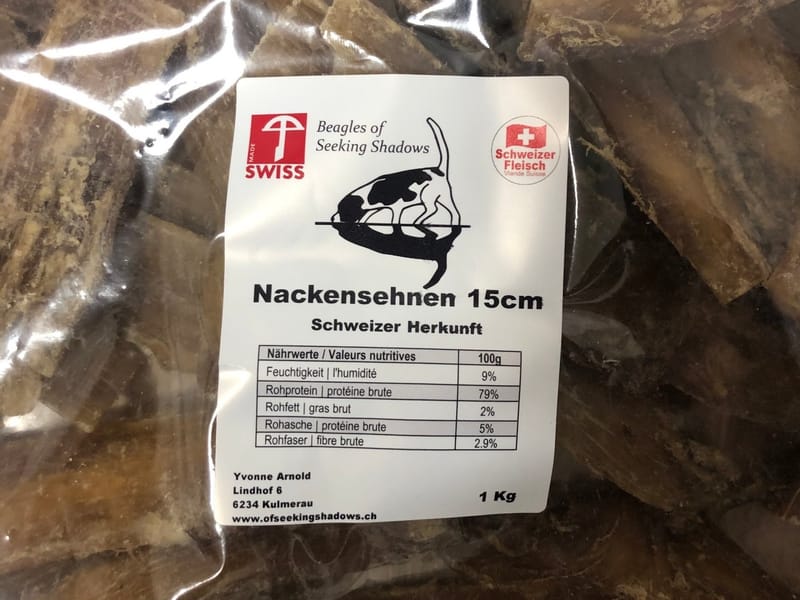 MADE
SWISS
Beagles of
Seeking Shadows
Schweizer
Fleisch
Viande Suisse
Nackensehnen 15cm
Schweizer Herkunft
Nährwerte / Valeurs nutritives 100g
Feuchtigkeit | l'humidité 9%
Rohprotein | protéine brute 79%
Rohfett | gras brut 2%
Rohasche | protéine brute 5%
Rohfaser | fibre brute 2.9%
Yvonne Arnold
Lindhof 6
6234 Kulmerau
www.ofseekingshadows.ch
1 Kg